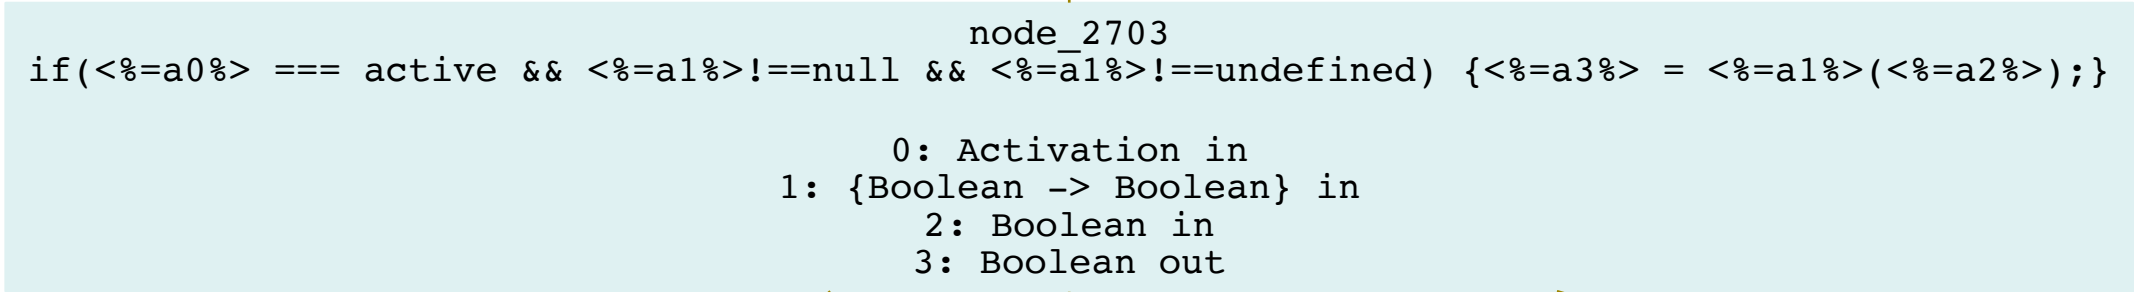 node_2703
if(<%=a0%> === active && <%=a1%>!==null && <%=a1%>!==undefined) {<%=a3%> = <%=a1%>(<%=a2%>);}
0: Activation in
1: {Boolean -> Boolean} in
2: Boolean in
3: Boolean out